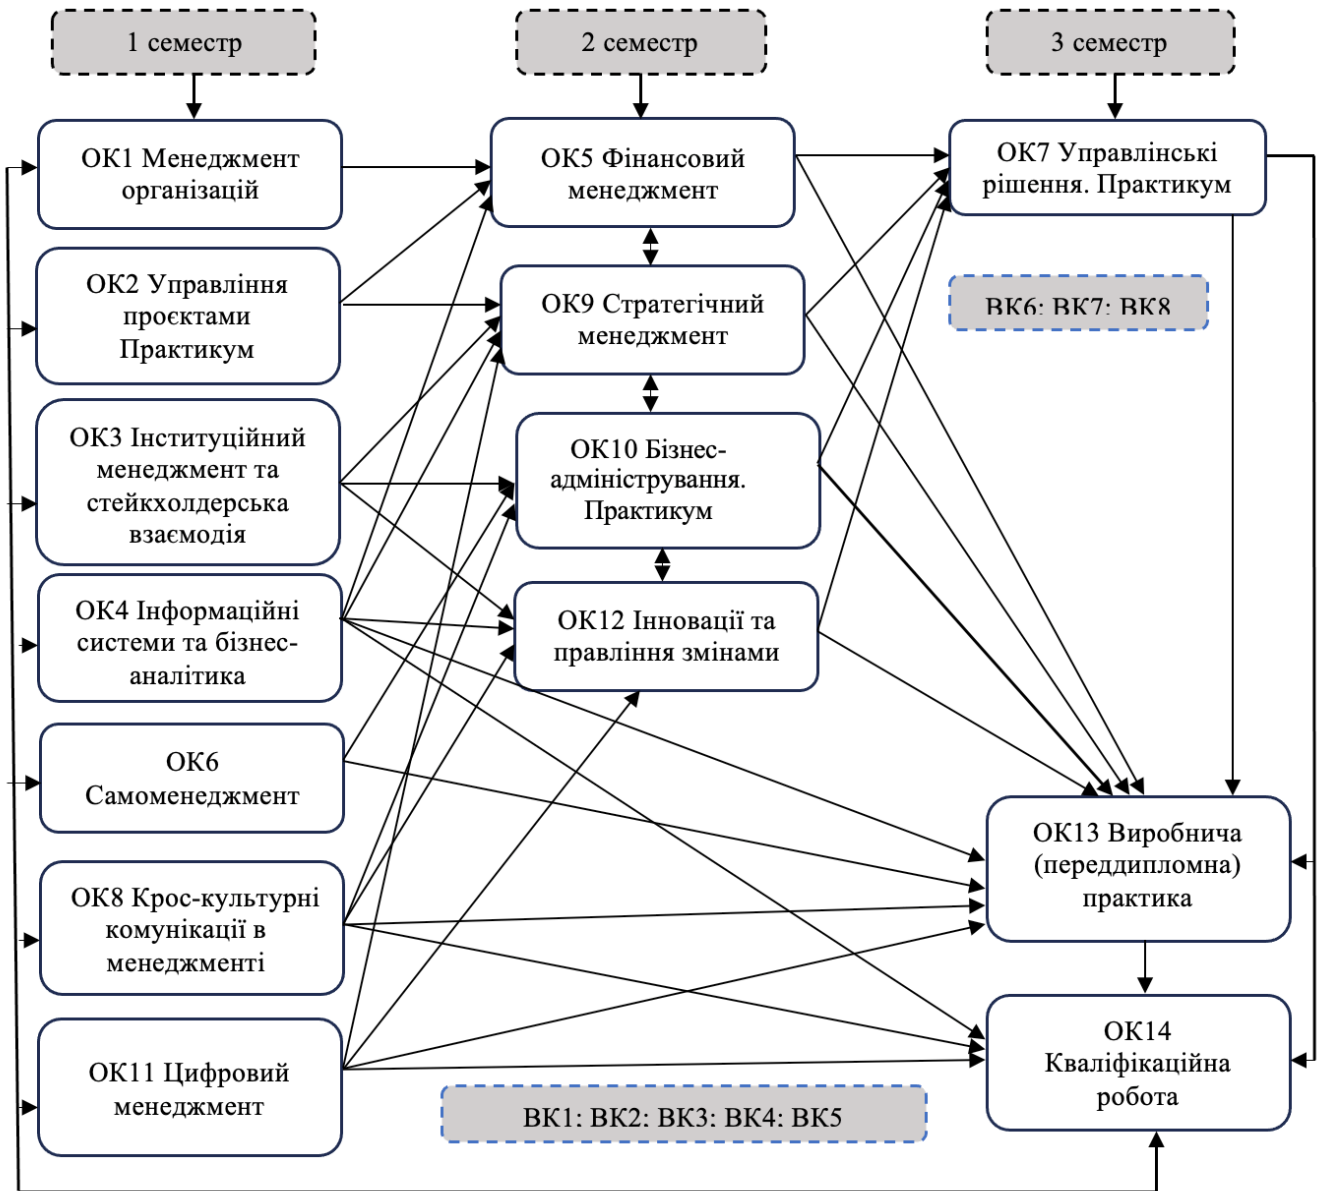 1 семестр
2 семестр
3 семестр
ОК1 Менеджмент
організацій
ОК2 Управління
проєктами
Практикум
ОК3 Інституційний
менеджмент та
стейкхолдерська
взаємодія
ОК4 Інформаційні
системи та бізнес-
аналітика
ОК6
Самоменеджмент
ОК8 Крос-культурні
комунікації в
менеджменті
ОК11 Цифровий
менеджмент
ОК5 Фінансовий
менеджмент
ОК9 Стратегічний
менеджмент
ОК10 Бізнес-
адміністрування.
Практикум
ОК12 Інновації та
правління змінами
ВК1; ВК2; ВК3; ВК4; ВК5
ОК7 Управлінські
рішення. Практикум
ВК6; ВК7; ВК8
ОК13 Виробнича
(переддипломна)
практика
ОК14
Кваліфікаційна
робота